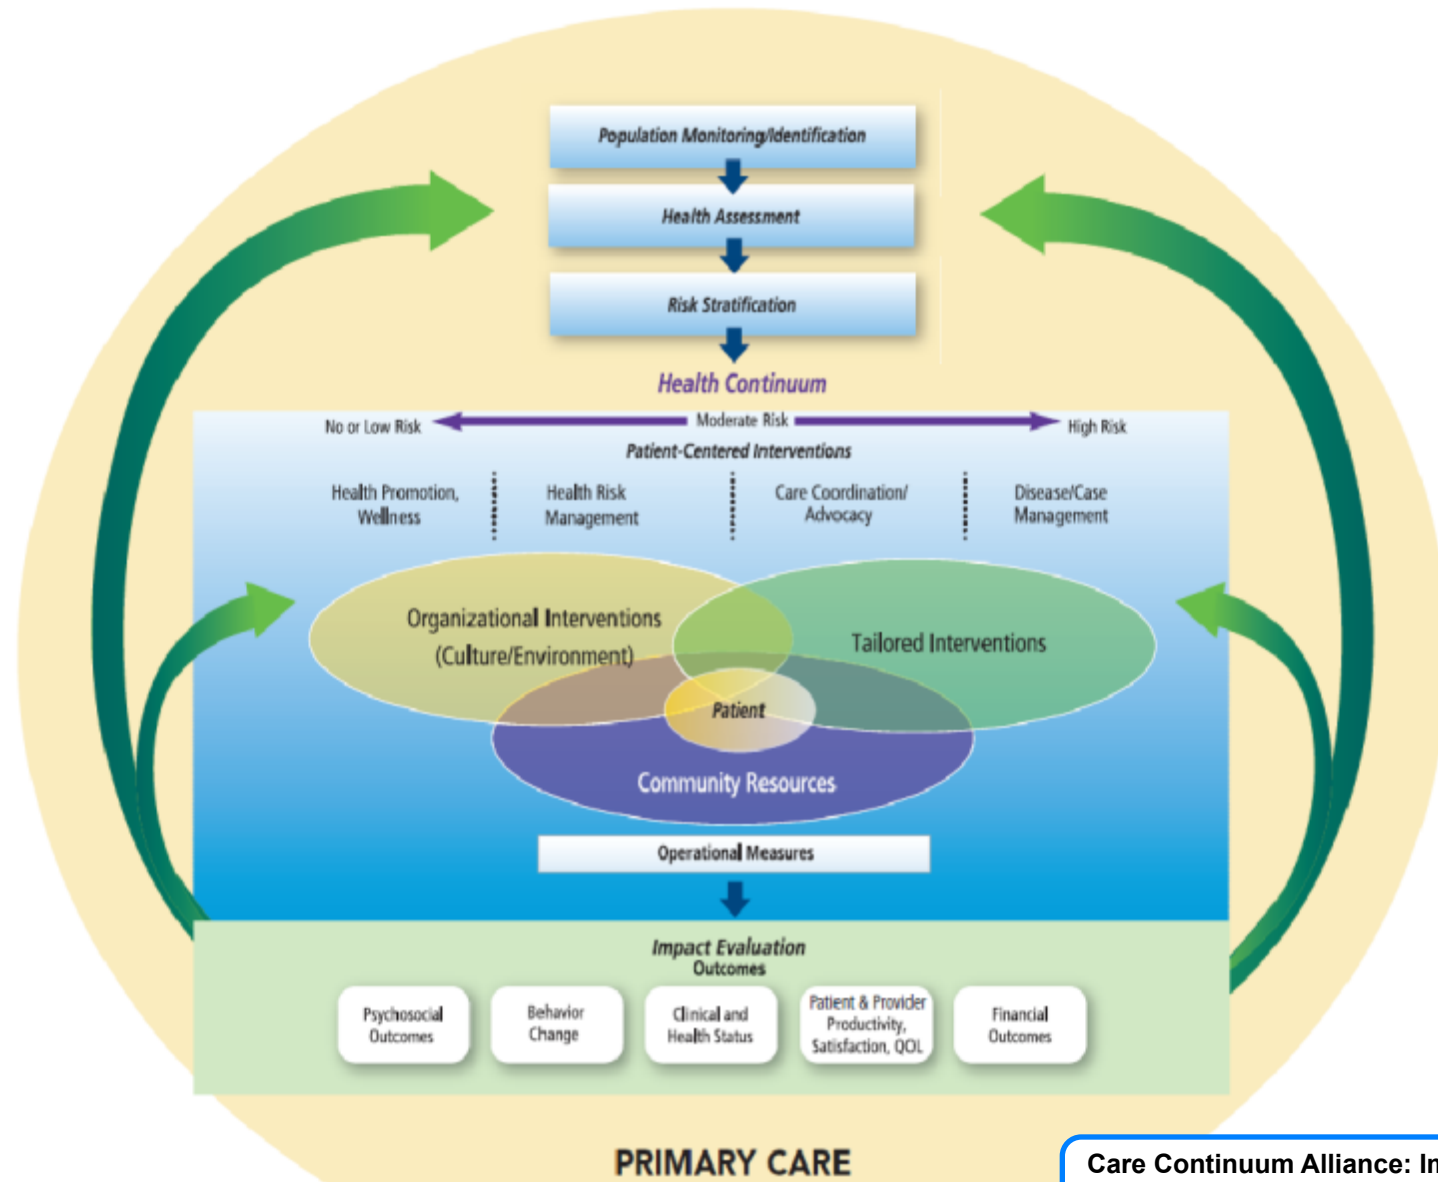 Population Monitoring/Identification
Health Assessment
Risk Stratification
Health Continuum
No or Low Risk
Moderate Risk
High Risk
Patient-Centered Interventions
Health Promotion,
Wellness
Health Risk
Management
Care Coordination/
Advocacy
Disease/Case
Management
Organizational Interventions
(Culture/Environment)
Tailored Interventions
Patient
Community Resources
Operational Measures
Impact Evaluation
Outcomes
Psychosocial
Outcomes
Behavior
Change
Clinical and
Health Status
Patient & Provider
Productivity,
Satisfaction, QOL
Financial
Outcomes
PRIMARY CARE
Care Continuum Alliance: